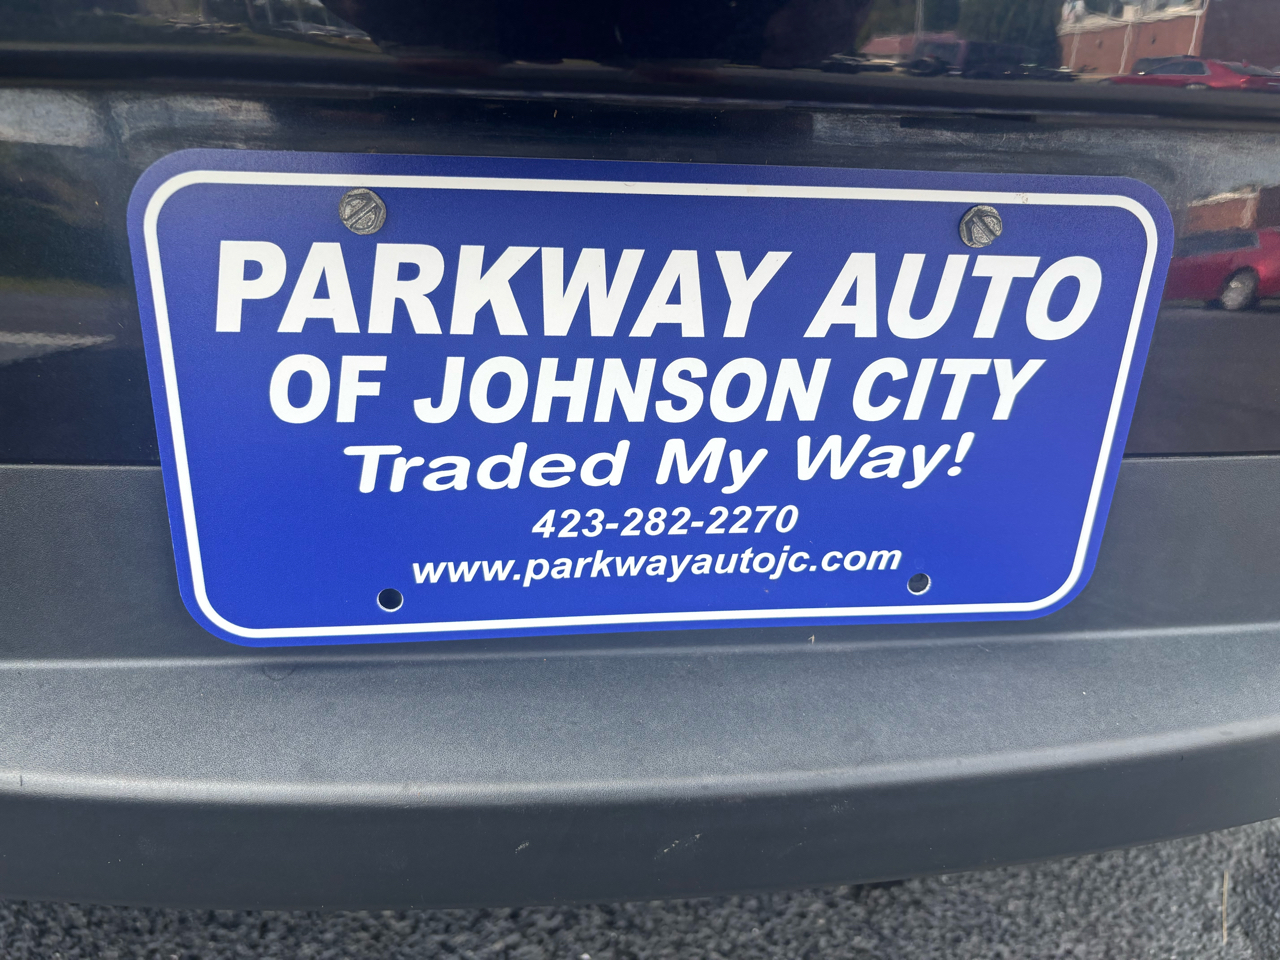 PARKWAY AUTO
OF JOHNSON CITY
Traded My Way!
423-282-2270
www.parkwayautojc.com